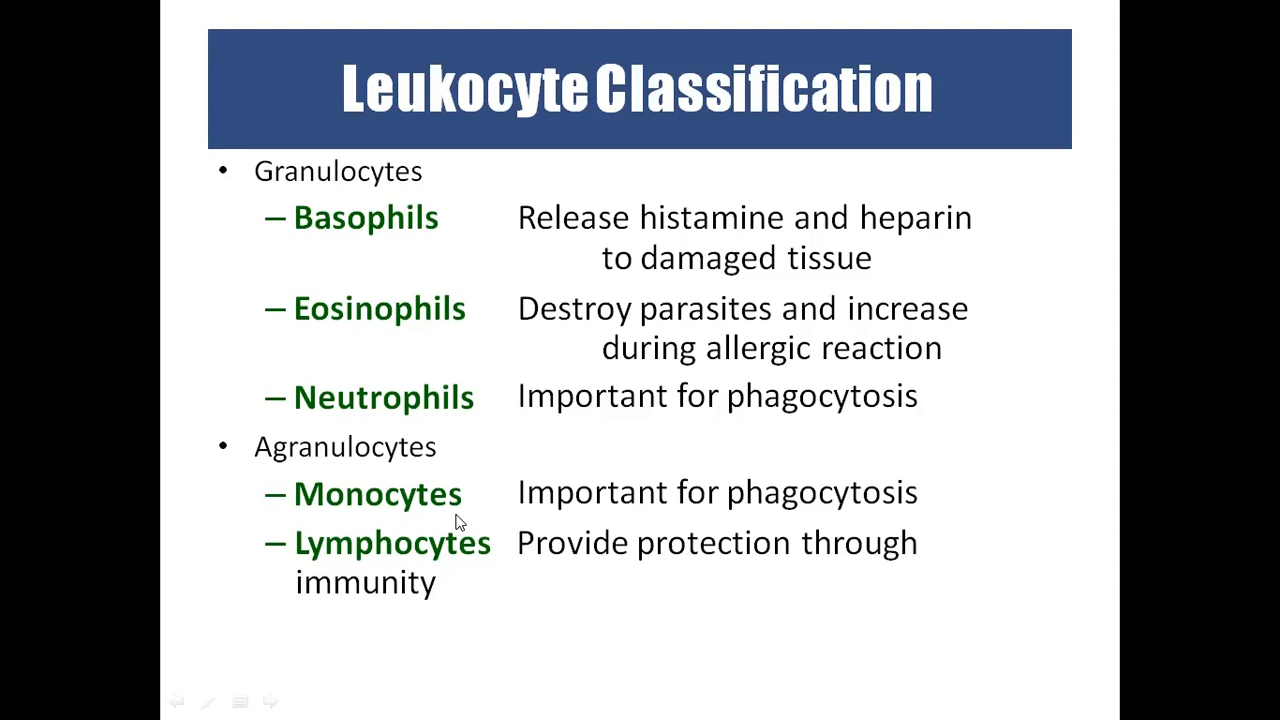 Leukocyte Classification
• Granulocytes
– Basophils Release histamine and heparin
to damaged tissue
– Eosinophils Destroy parasites and increase
during allergic reaction
– Neutrophils Important for phagocytosis
• Agranulocytes
– Monocytes Important for phagocytosis
– Lymphocytes Provide protection through
immunity